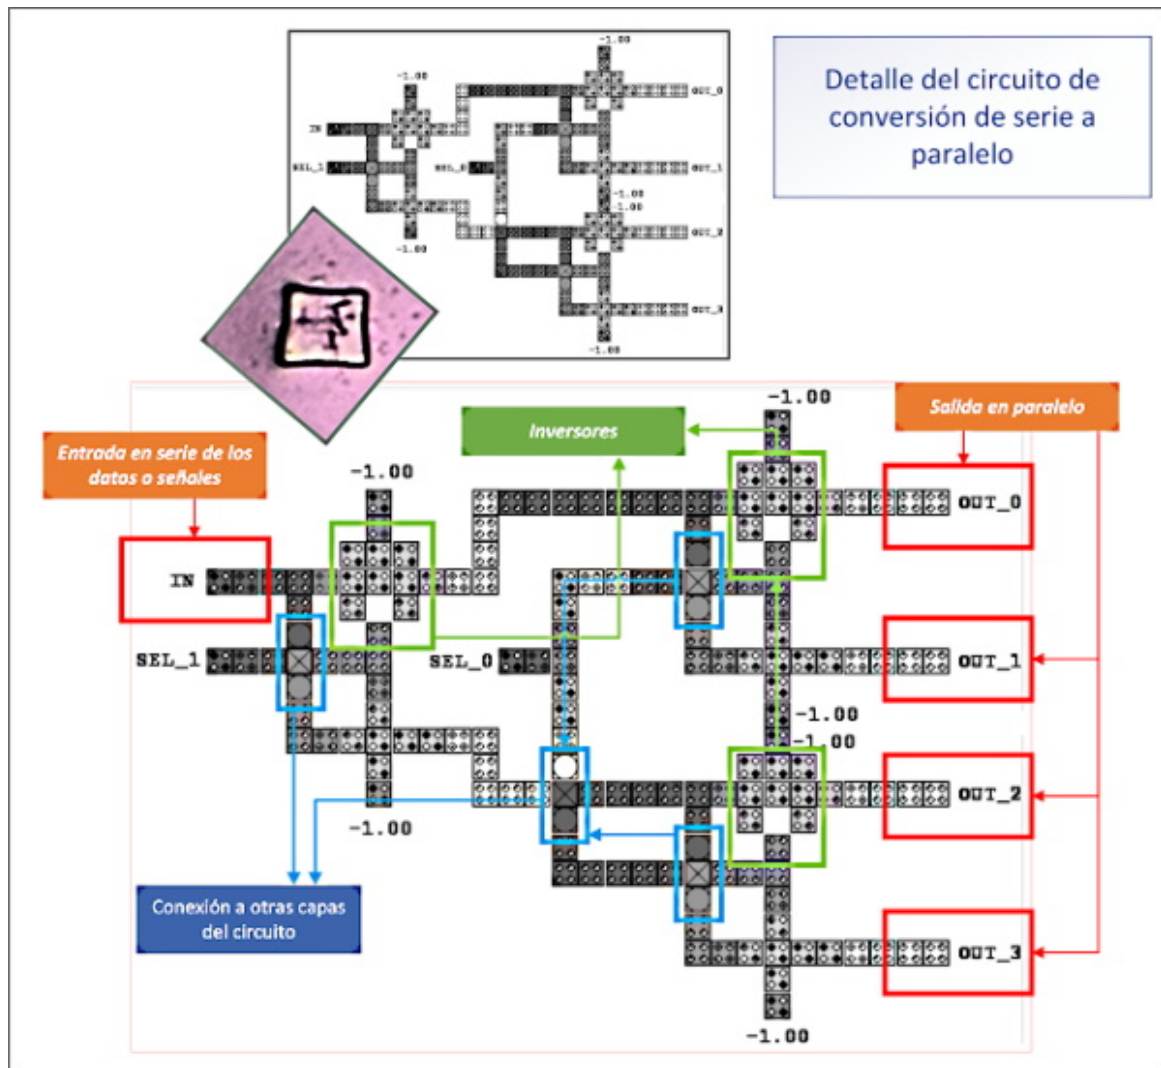 -1.00
-1.00
OUT_0
IN
SEL_1
SEL_0
OUT_1
-1.00
-1.00
OUT_2
-1.00
OUT_3
-1.00
Detalle del circuito de
conversión de serie a
paralelo
-1.00
Inversores
Salida en paralelo
Entrada en serie de los
datos o señales
-1.00
OUT_0
IN
SEL_1
SEL_0
OUT_1
-1.00
-1.00
OUT_2
-1.00
Conexión a otras capas
del circuito
OUT_3
-1.00